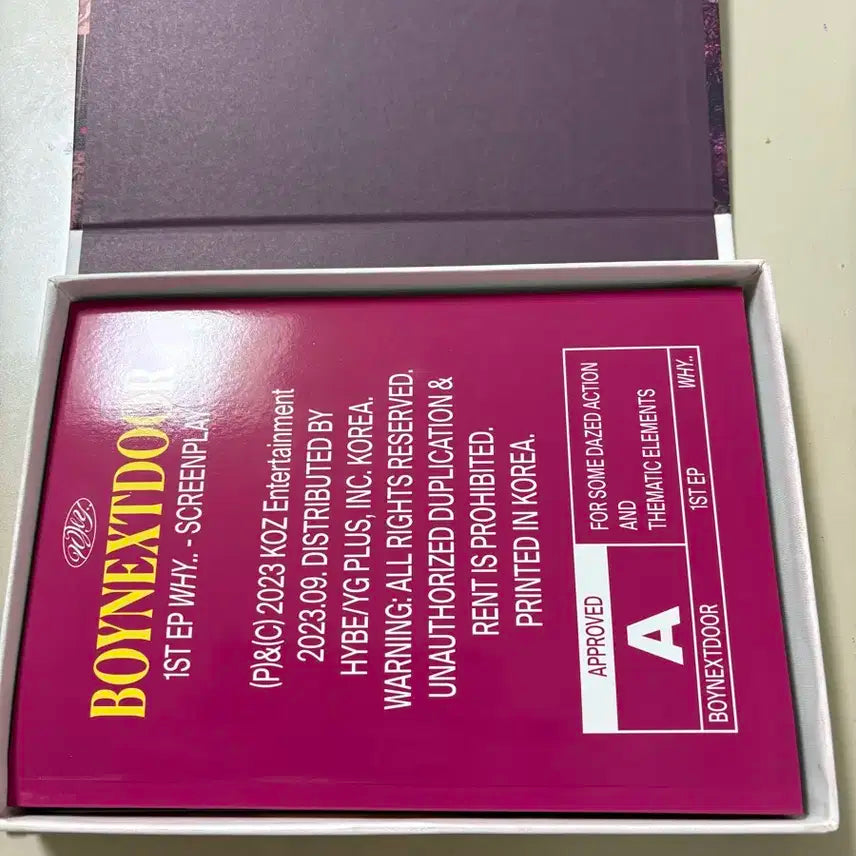 Why..
BOYNEXTDOOR
1ST EP WHY.. - SCREENPLAY
(P)&(C) 2023 KOZ Entertainment
2023.09. DISTRIBUTED BY
HYBE/YG PLUS, INC. KOREA.
WARNING: ALL RIGHTS RESERVED.
UNAUTHORIZED DUPLICATION &
RENT IS PROHIBITED.
PRINTED IN KOREA.
APPROVED
A
FOR SOME DAZED ACTION
AND
THEMATIC ELEMENTS
BOYNEXTDOOR 1ST EP WHY..